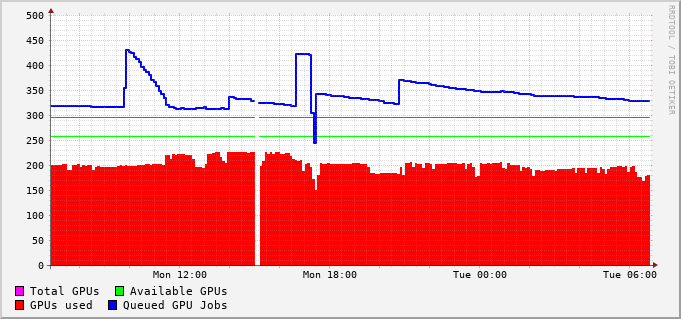 500
450
400
350
300
250
200
150
100
50
0
Mon 12:00
Mon 18:00
Tue 00:00
Tue 06:00
Total GPUs
Available GPUs
GPUs used
Queued GPU Jobs
RRDTOOL / TOBI OETIKER